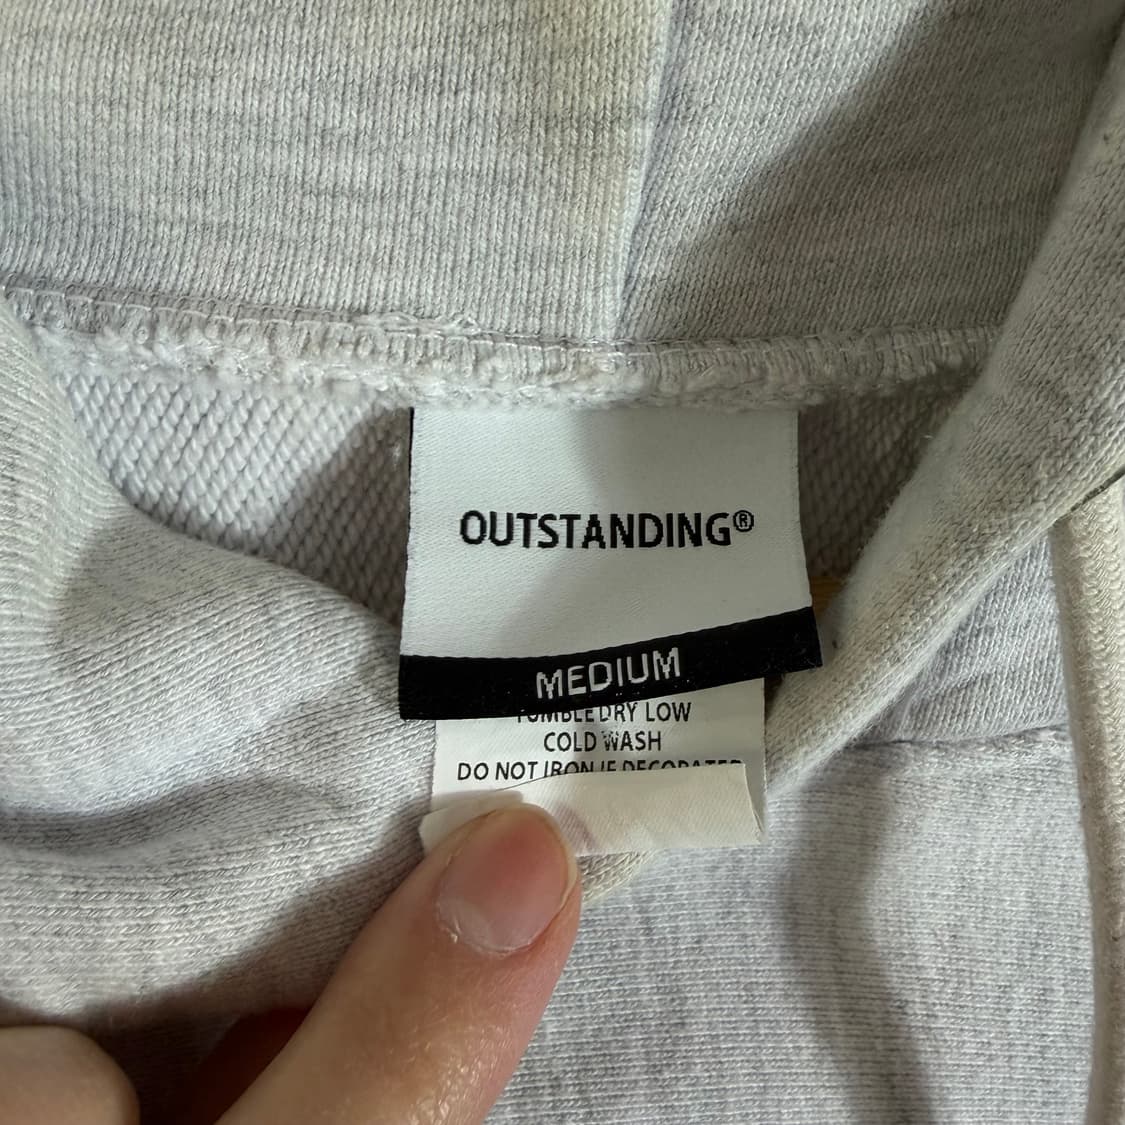 OUTSTANDING®
MEDIUM
TUMBLE DRY LOW
COLD WASH
DO NOT IRON IF DECORATED